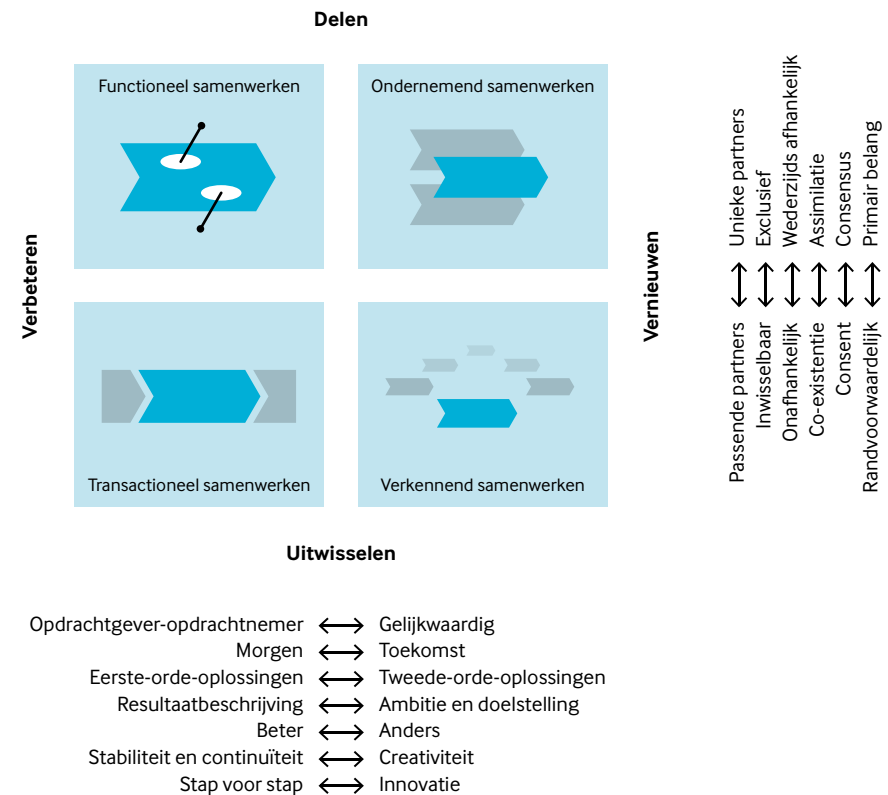 Delen
Functioneel samenwerken
Ondernemend samenwerken
Verbeteren
Vernieuwen
Transactioneel samenwerken
Verkennend samenwerken
Uitwisselen
Unieke partners
Exclusief
Wederzijds afhankelijk
Assimilatie
Consensus
Primair belang
Passende partners
Inwisselbaar
Onafhankelijk
Co-existentie
Consent
Randvoorwaardelijk
Opdrachtgever-opdrachtnemer Gelijkwaardig
Morgen Toekomst
Eerste-orde-oplossingen Tweede-orde-oplossingen
Resultaatbeschrijving Ambitie en doelstelling
Beter Anders
Stabiliteit en continuïteit Creativiteit
Stap voor stap Innovatie